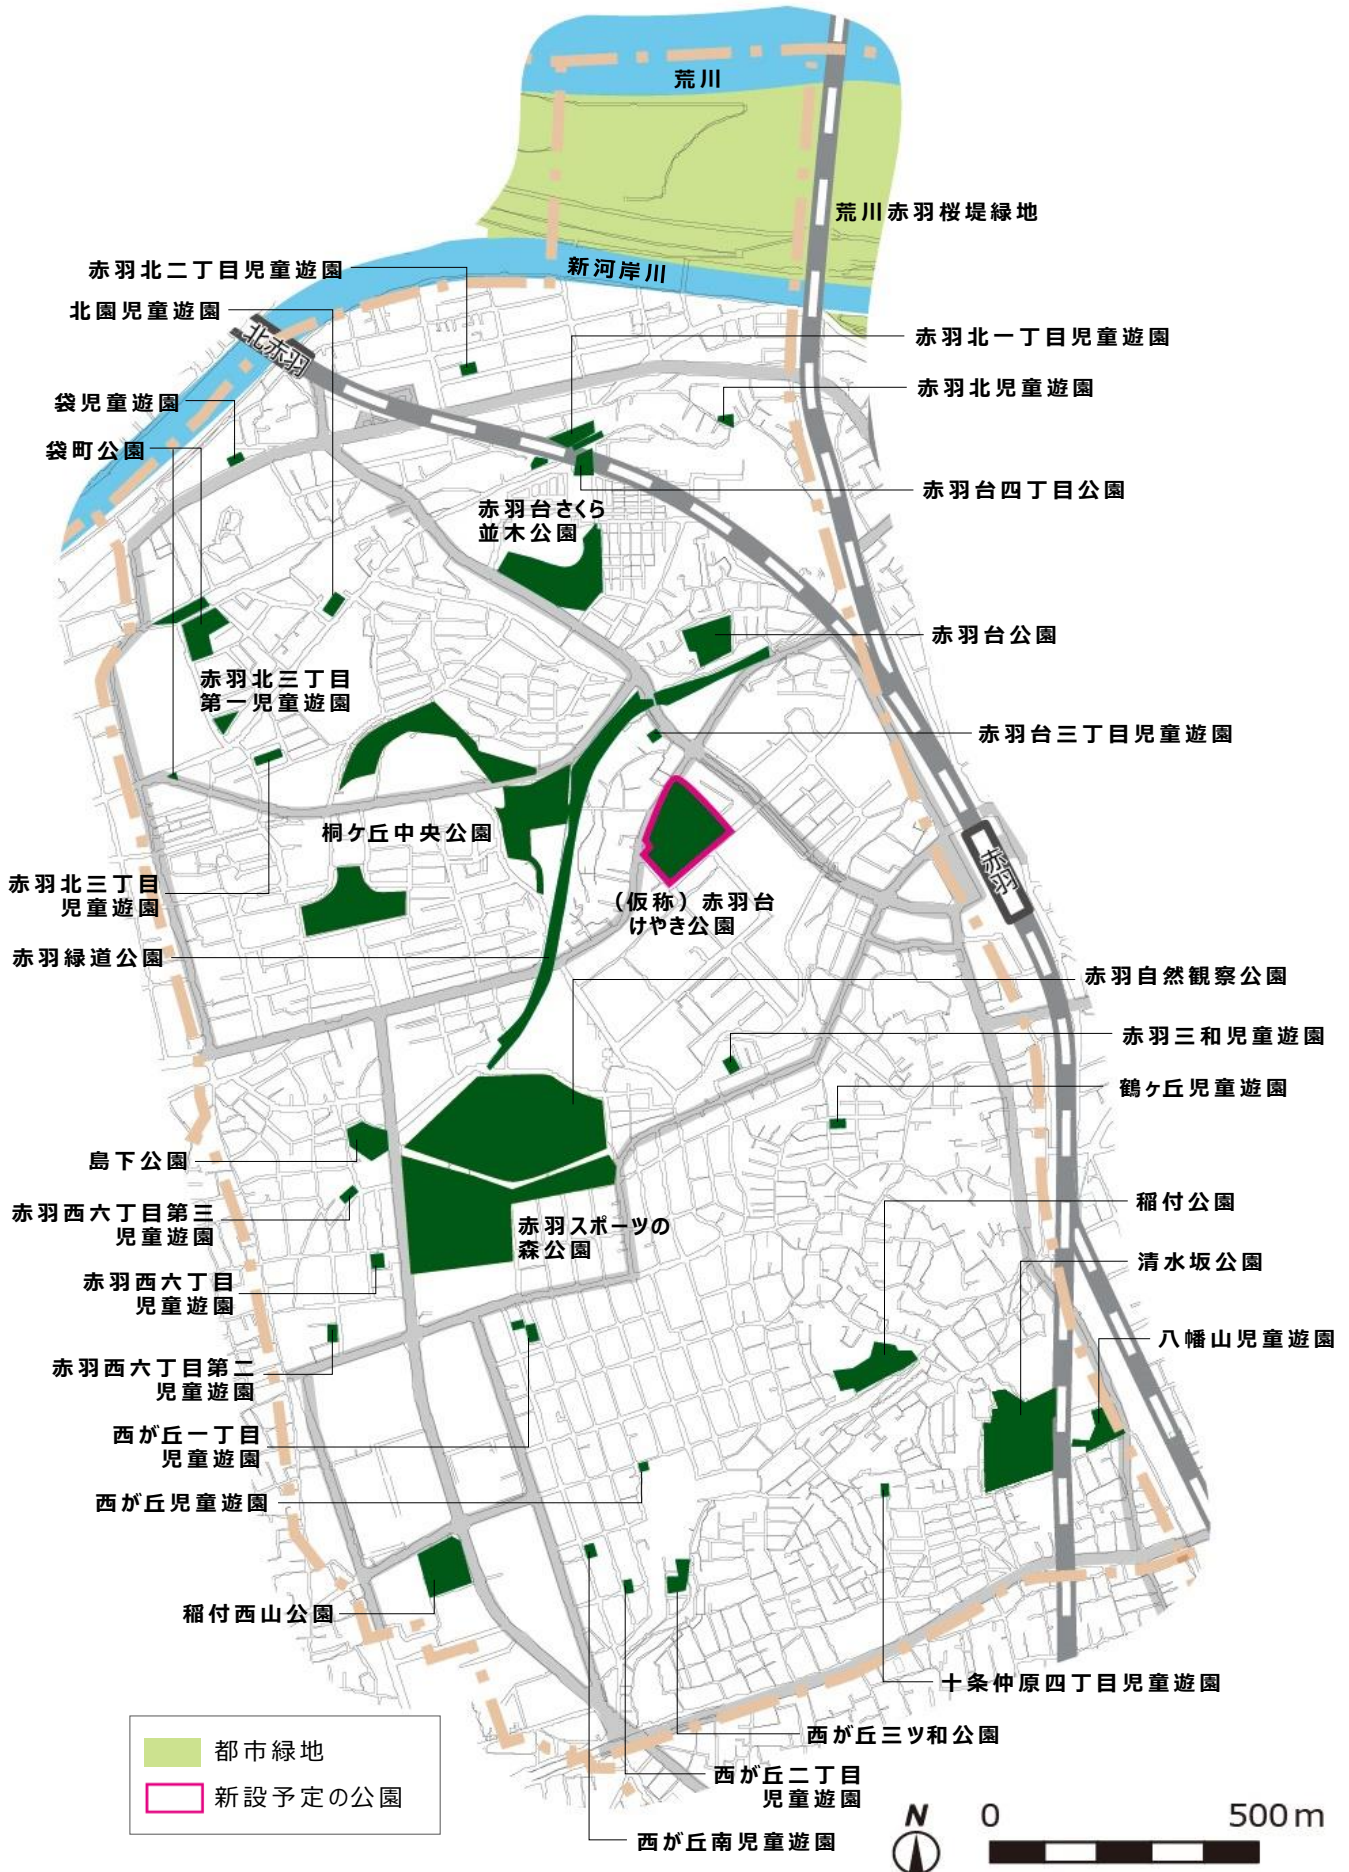 荒川
荒川赤羽桜堤緑地
新河岸川
赤羽北二丁目児童遊園
北園児童遊園
北赤羽
赤羽北一丁目児童遊園
赤羽北児童遊園
袋児童遊園
袋町公園
赤羽台四丁目公園
赤羽台さくら
並木公園
赤羽台公園
赤羽北三丁目
第一児童遊園
赤羽台三丁目児童遊園
桐ケ丘中央公園
赤羽
赤羽北三丁目
児童遊園
(仮称)赤羽台
けやき公園
赤羽緑道公園
赤羽自然観察公園
赤羽三和児童遊園
鶴ヶ丘児童遊園
島下公園
赤羽西六丁目第三
児童遊園
赤羽スポーツの
森公園
稲付公園
清水坂公園
赤羽西六丁目
児童遊園
八幡山児童遊園
赤羽西六丁目第二
児童遊園
西が丘一丁目
児童遊園
西が丘児童遊園
稲付西山公園
十条仲原四丁目児童遊園
西が丘三ツ和公園
西が丘二丁目
児童遊園
西が丘南児童遊園
都市緑地
新設予定の公園
N
0 500m